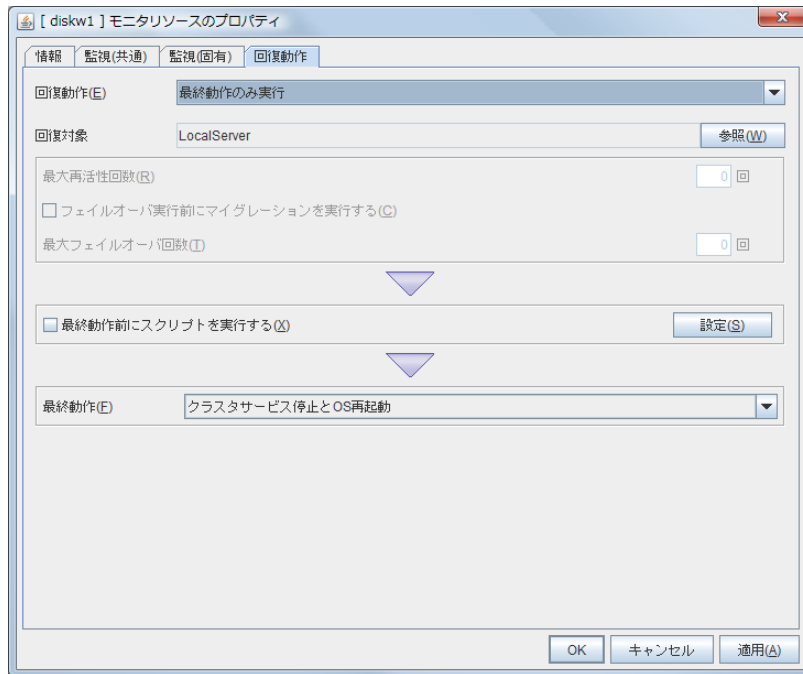 [ diskw1 ] モニタリソースのプロパティ
情報 監視(共通) 監視(固有) 回復動作
回復動作(E) 最終動作のみ実行
回復対象 LocalServer 参照(W)
最大再活性回数(R) 0 回
フェイルオーバ実行前にマイグレーションを実行する(C)
最大フェイルオーバ回数(T) 0 回
最終動作前にスクリプトを実行する(X) 設定(S)
最終動作(F) クラスタサービス停止とOS再起動
OK キャンセル 適用(A)